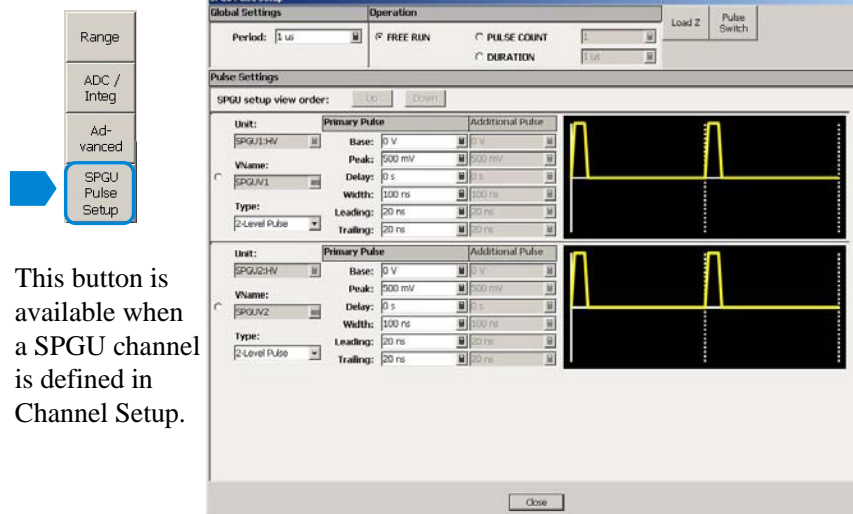 Range
ADC /
Integ
Ad-
vanced
SPGU
Pulse
Setup
This button is
available when
a SPGU channel
is defined in
Channel Setup.
SPGU Pulse Setup
Global Settings
Period: 1 us
Operation
FREE RUN
PULSE COUNT 1
DURATION 1 us
Load Z
Pulse
Switch
Pulse Settings
SPGU setup view order: Up Down
Unit:
SPGU1:HV
VName:
SPGUV1
Type:
2-Level Pulse
Primary Pulse Additional Pulse
Base: 0 V 0 V
Peak: 500 mV 500 mV
Delay: 0 s 0 s
Width: 100 ns 100 ns
Leading: 20 ns 20 ns
Trailing: 20 ns 20 ns
Unit:
SPGU2:HV
VName:
SPGUV2
Type:
2-Level Pulse
Primary Pulse Additional Pulse
Base: 0 V 0 V
Peak: 500 mV 500 mV
Delay: 0 s 0 s
Width: 100 ns 100 ns
Leading: 20 ns 20 ns
Trailing: 20 ns 20 ns
Close